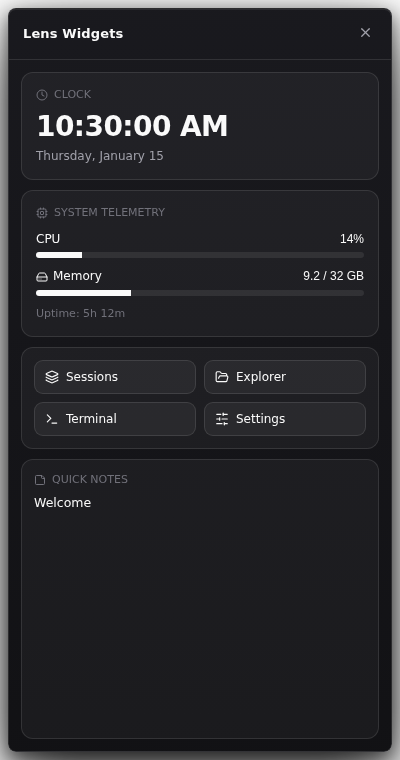 Lens Widgets
CLOCK
10:30:00 AM
Thursday, January 15
SYSTEM TELEMETRY
CPU 14%
Memory 9.2 / 32 GB
Uptime: 5h 12m
Sessions Explorer
Terminal Settings
QUICK NOTES
Welcome